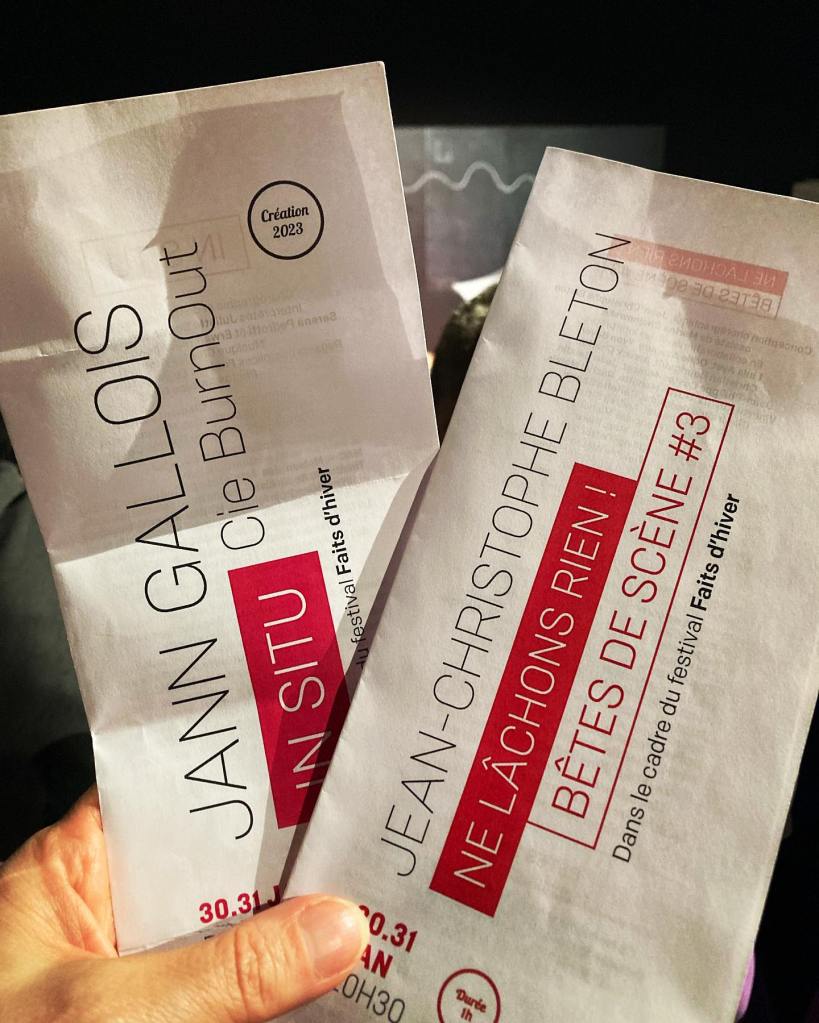 Création
2023
JANN GALLOIS
Cie Burnout
IN SITU
du festival Faits d'hiver
30.31 J
JEAN-CHRISTOPHE BLETON
NE LÂCHONS RIEN !
BÊTES DE SCÈNE #3
Dans le cadre du festival Faits d'hiver
30.31
JAN
20H30
Durée
1h